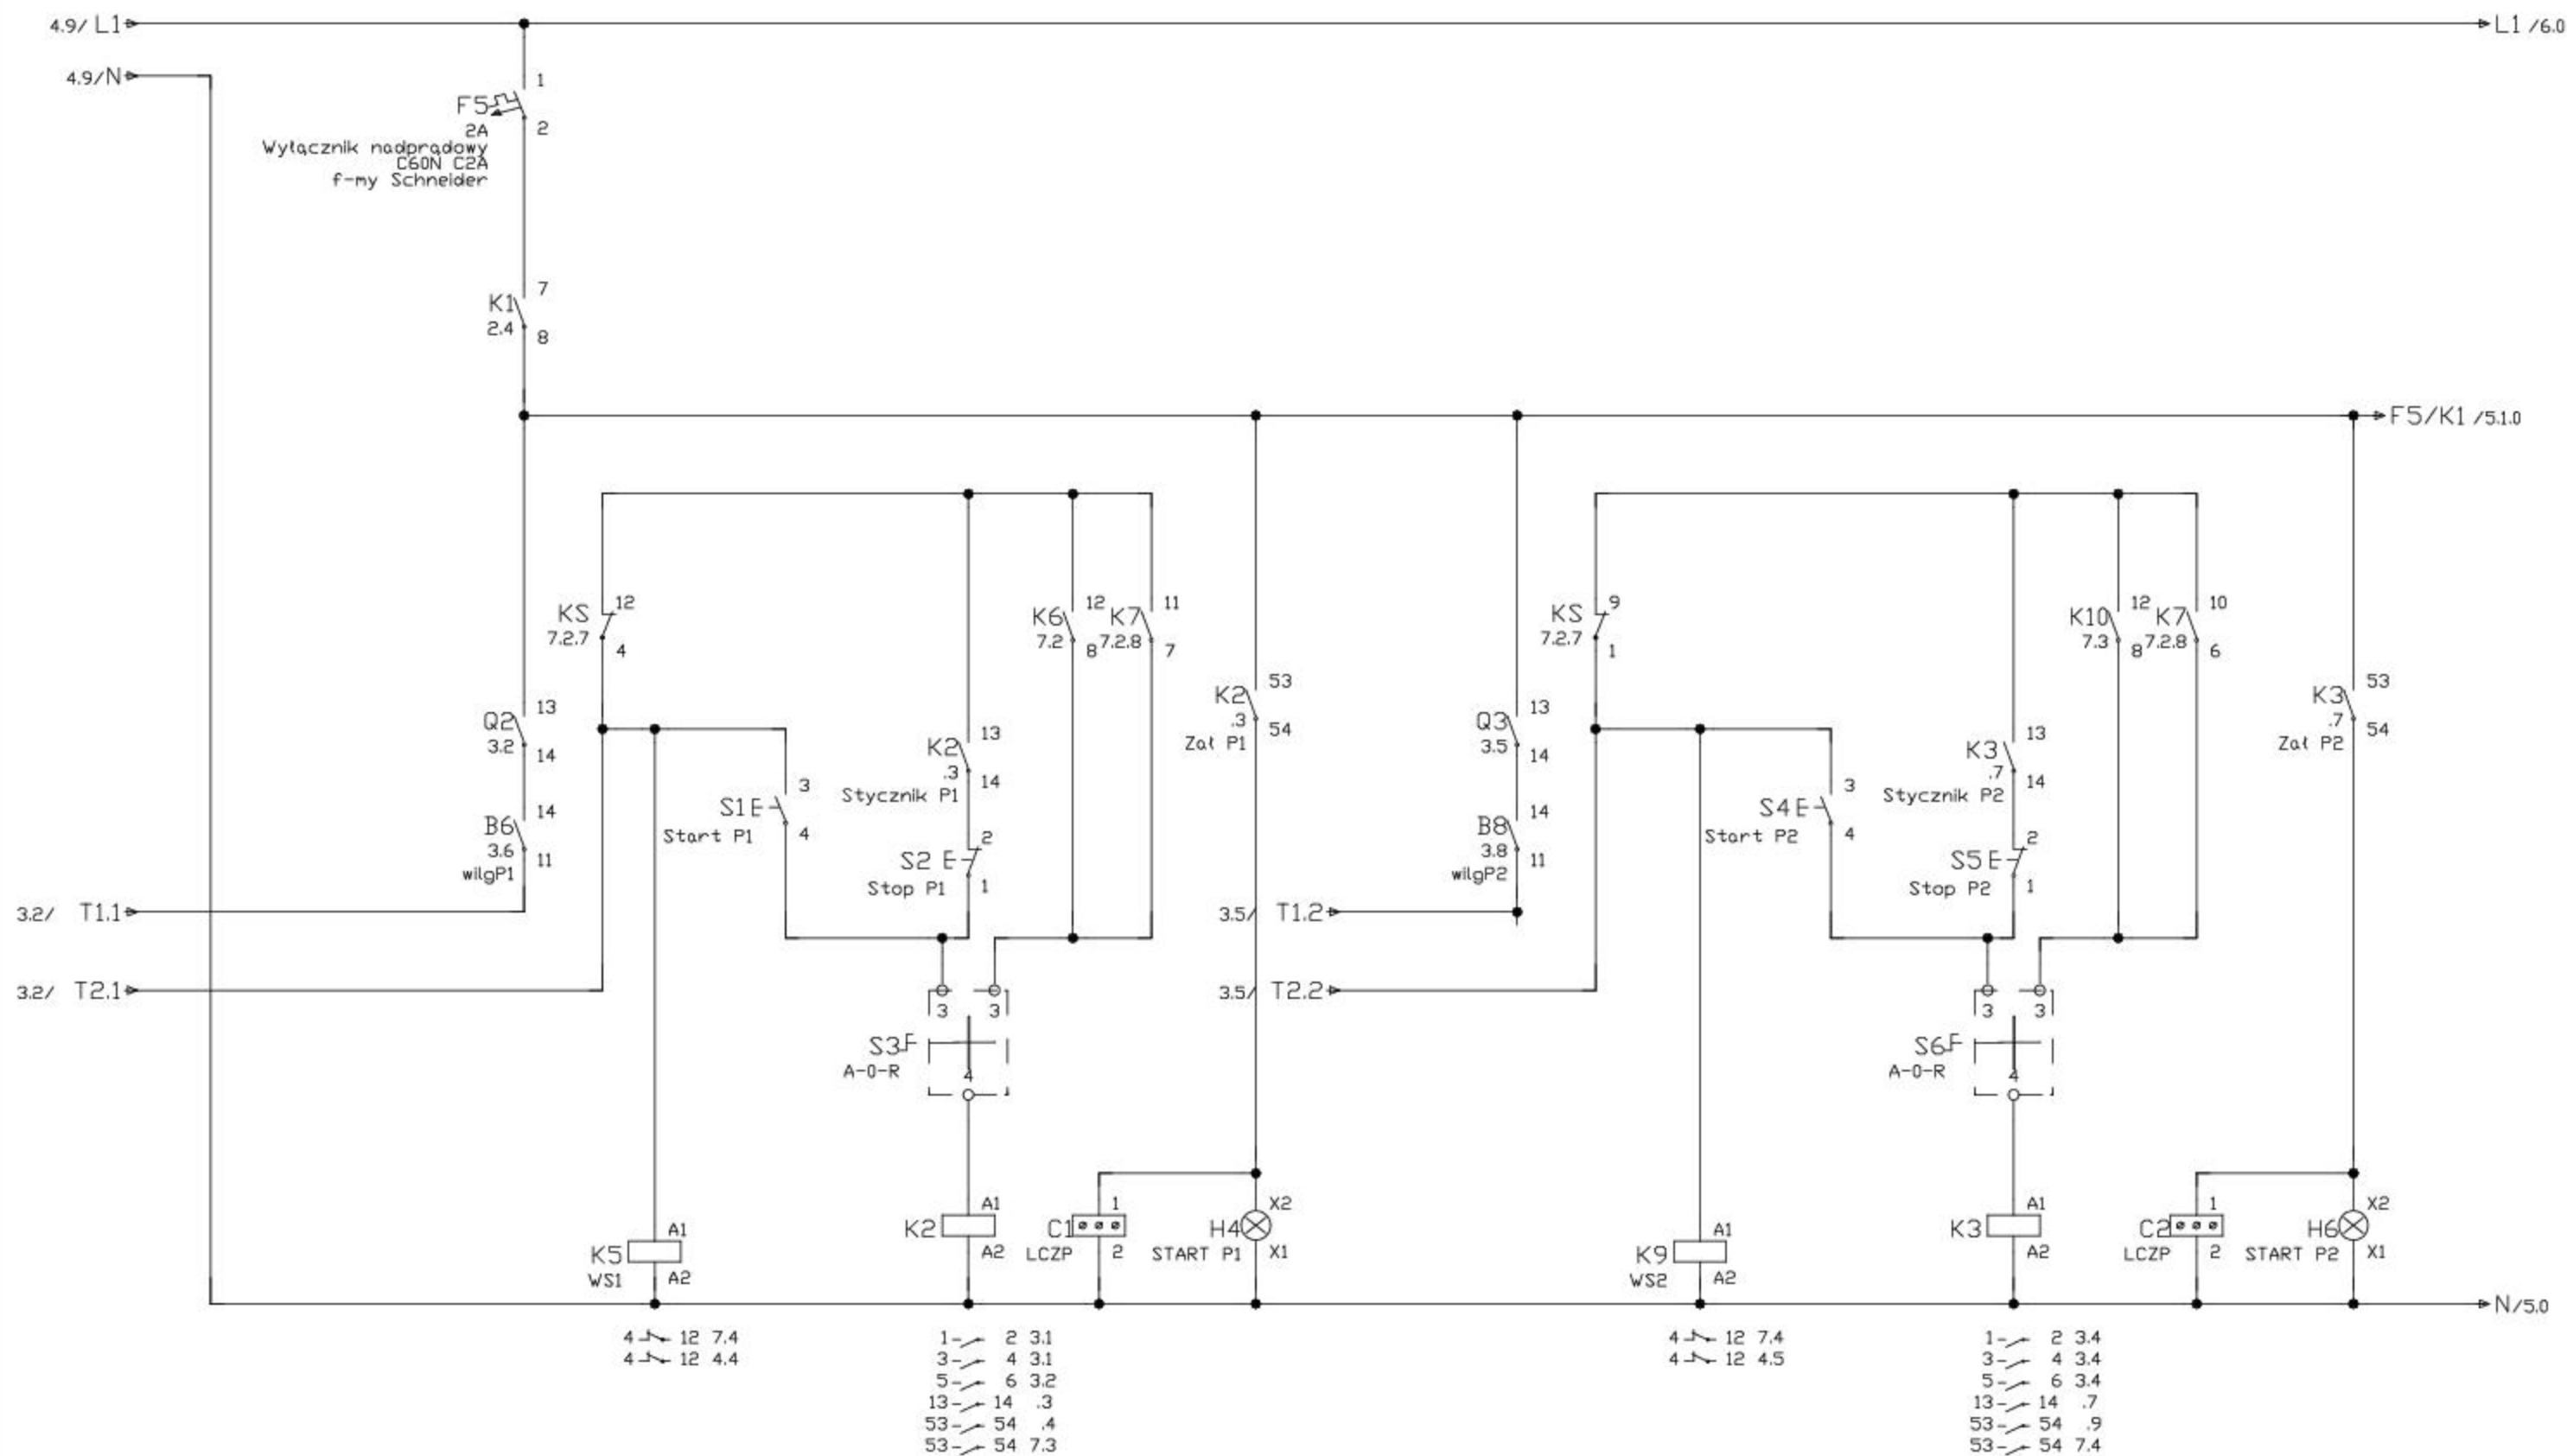 4.9/ L1
L1 /6.0
4.9/N
1
F5
2A
2
Wyłącznik nadprądowy
C60N C2A
f-my Schneider
7
K1
2.4
8
F5/K1 /5.1.0
KS 12
7.2.7
4
K6 12
7.2
8
K7 11
7.2.8
7
KS 9
7.2.7
1
K10 12
7.3
8
K7 10
7.2.8
6
Q2 13
3.2
14
K2 13
.3
14
Stycznik P1
K2 53
.3
54
Zał P1
Q3 13
3.5
14
K3 13
.7
14
Stycznik P2
K3 53
.7
54
Zał P2
B6 14
3.6
11
wilgP1
S1 E 3
4
Start P1
S2 E 2
Stop P1 1
B8 14
3.8
11
wilgP2
S4 E 3
4
Start P2
S5 E 2
Stop P2 1
3.2/ T1.1
3.5/ T1.2
3.2/ T2.1
3.5/ T2.2
3 3
S3 F
A-0-R
4
3 3
S6 F
A-0-R
4
K5 A1
WS1 A2
K2 A1
A2
C1 1
LCZP 2
H4 X2
START P1 X1
K9 A1
WS2 A2
K3 A1
A2
C2 1
LCZP 2
H6 X2
START P2 X1
N/5.0
4 12 7.4
4 12 4.4
1 2 3.1
3 4 3.1
5 6 3.2
13 14 .3
53 54 .4
53 54 7.3
4 12 7.4
4 12 4.5
1 2 3.4
3 4 3.4
5 6 3.4
13 14 .7
53 54 .9
53 54 7.4